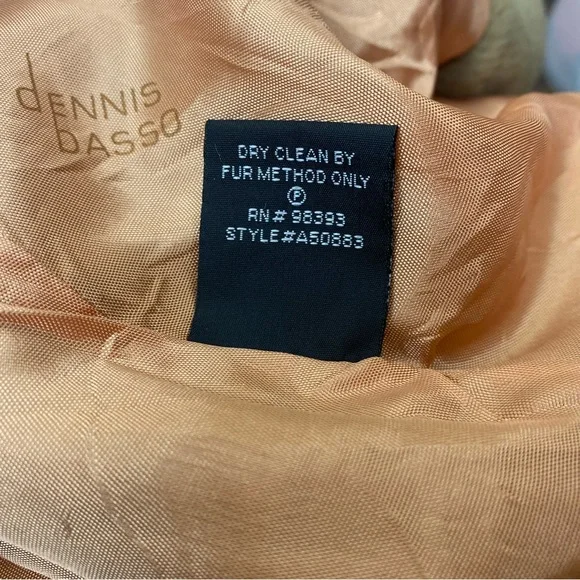 dENNIS
bASSO
DRY CLEAN BY
FUR METHOD ONLY
Ⓟ
RN# 98393
STYLE#A50883